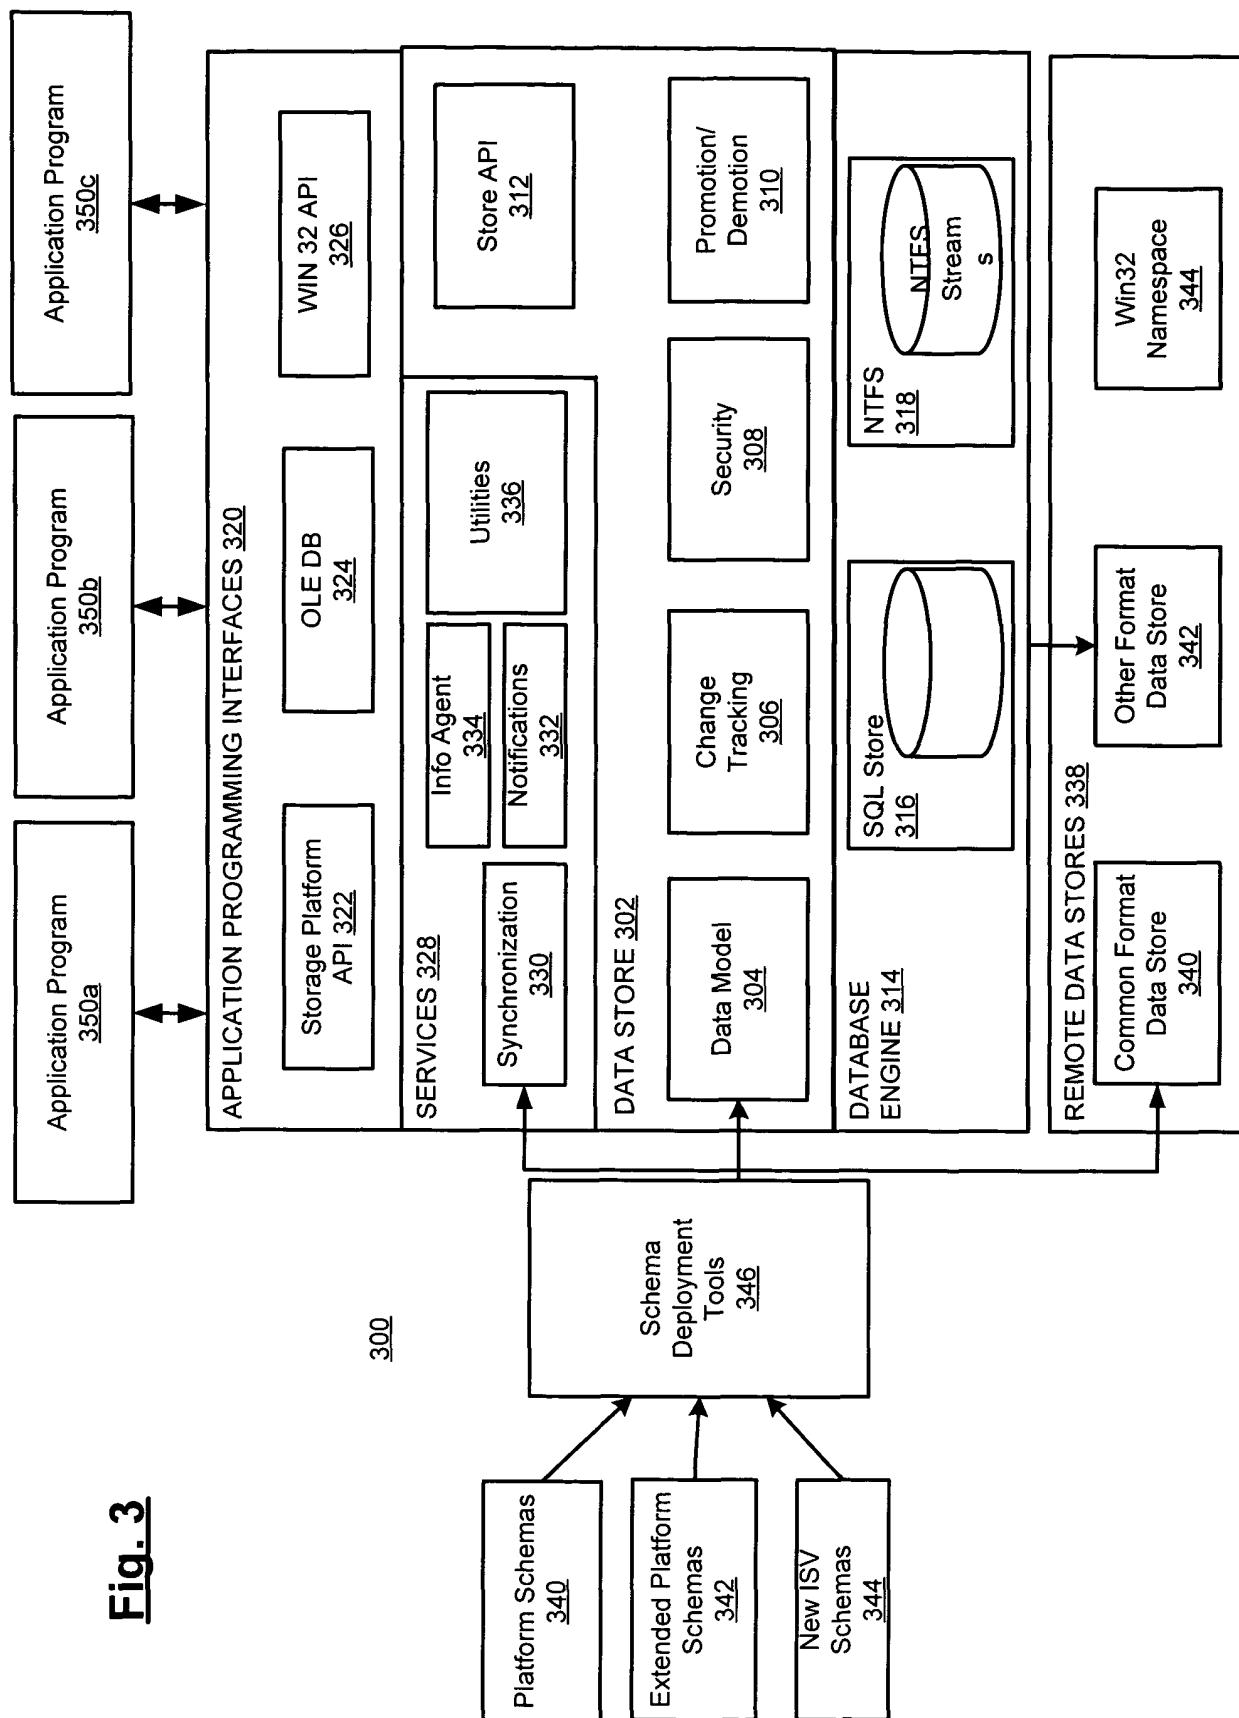 Fig. 3
300
Application Program
350a
Application Program
350b
Application Program
350c
APPLICATION PROGRAMMING INTERFACES 320
Storage Platform
API 322
OLE DB
324
WIN 32 API
326
SERVICES 328
Synchronization
330
Info Agent
334
Notifications
332
Utilities
336
Store API
312
DATA STORE 302
Data Model
304
Change
Tracking
306
Security
308
Promotion/
Demotion
310
DATABASE
ENGINE 314
SQL Store
316
NTFS
318
NTFS
Stream
s
REMOTE DATA STORES 338
Common Format
Data Store
340
Other Format
Data Store
342
Win32
Namespace
344
Schema
Deployment
Tools
346
Platform Schemas
340
Extended Platform
Schemas
342
New ISV
Schemas
344